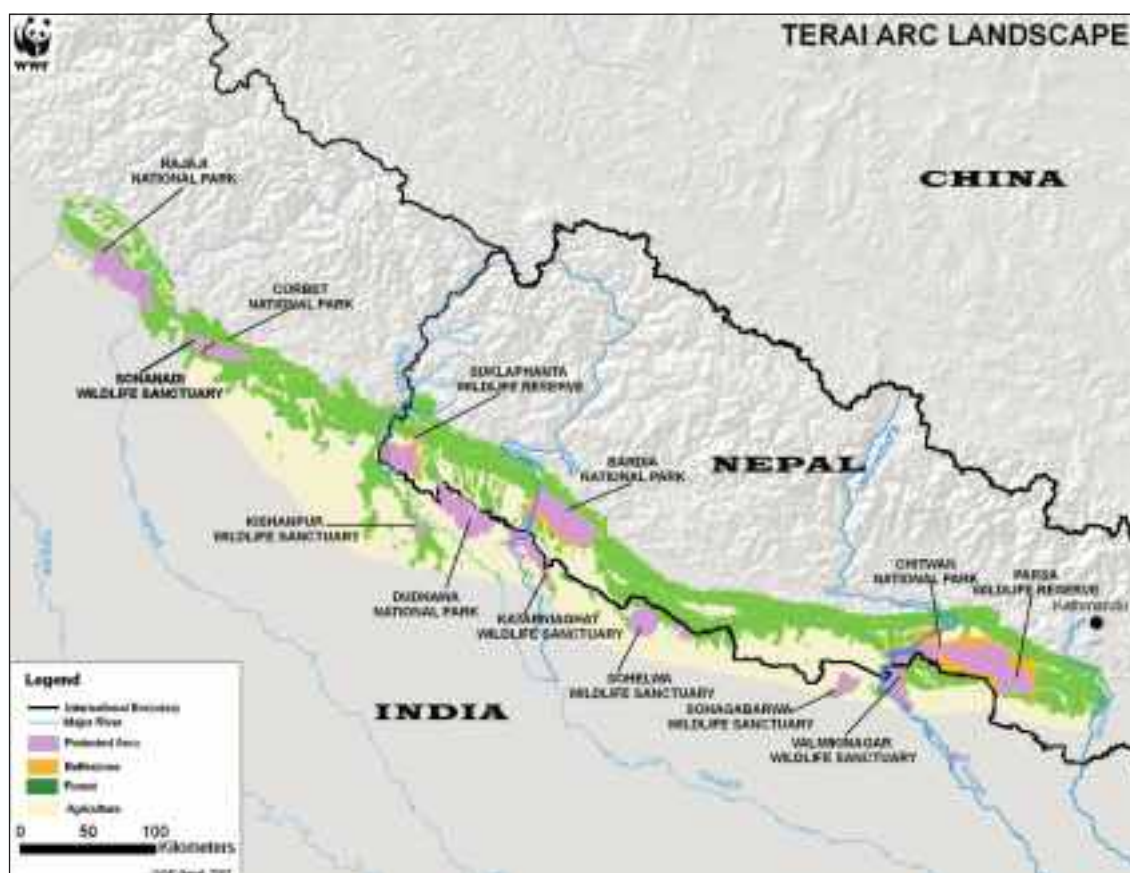 TERAI ARC LANDSCAPE
WWF
CHINA
RAJAJI
NATIONAL PARK
CORBET
NATIONAL PARK
SONANADI
WILDLIFE SANCTUARY
SUKLAPHANTA
WILDLIFE RESERVE
NEPAL
BARDIA
NATIONAL PARK
KISHANPUR
WILDLIFE SANCTUARY
CHITWAN
NATIONAL PARK
PARSA
WILDLIFE RESERVE
Kathmandu
DUDHAWA
NATIONAL PARK
KATARNIAGHAT
WILDLIFE SANCTUARY
SOHELWA
WILDLIFE SANCTUARY
SOHAGABARWA
WILDLIFE SANCTUARY
VALMIKNAGAR
WILDLIFE SANCTUARY
INDIA
Legend
International Boundary
Major River
Protected Area
Bufferzone
Forest
Agriculture
0 50 100
Kilometers